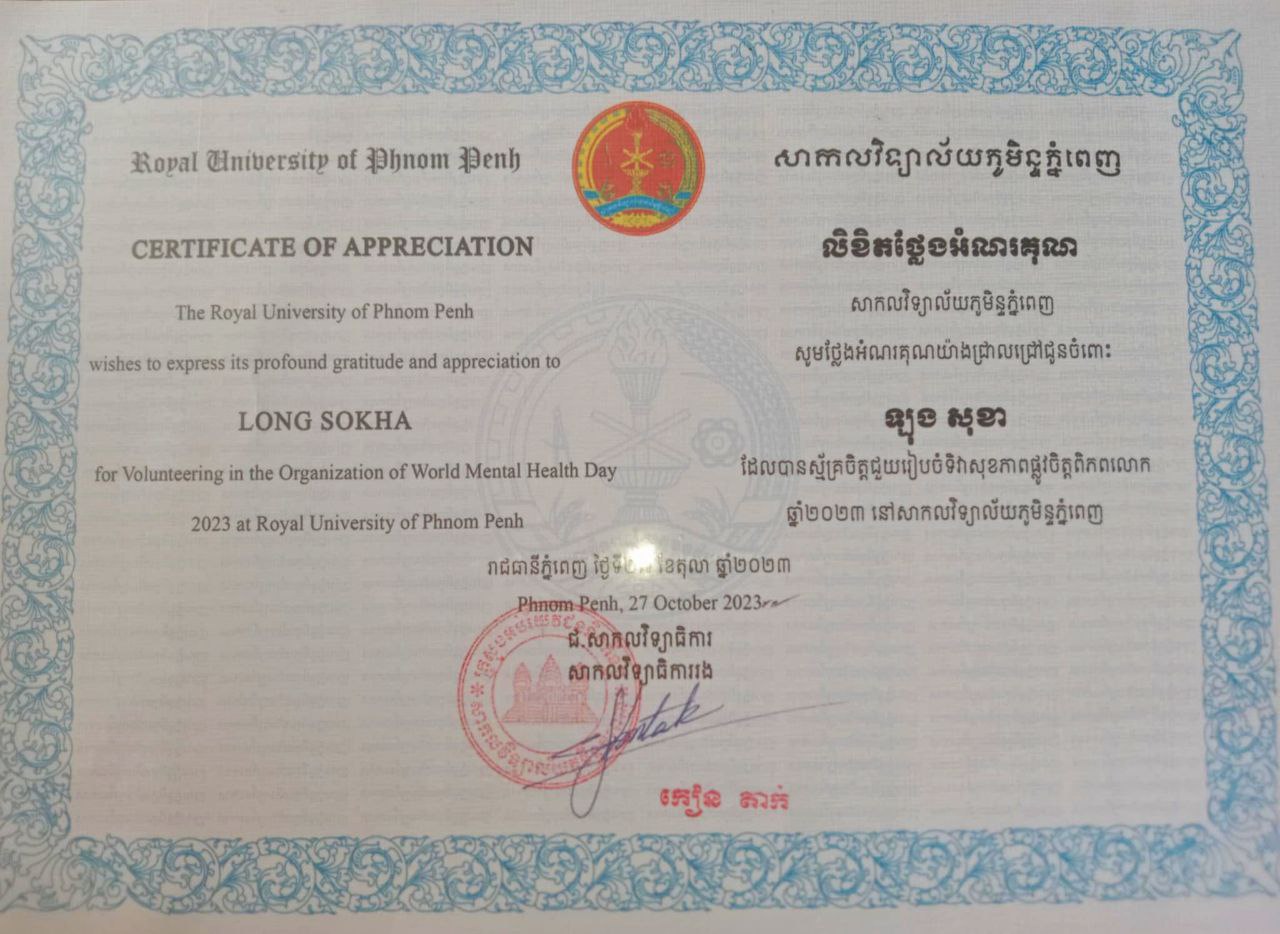 Royal University of Phnom Penh
CERTIFICATE OF APPRECIATION
The Royal University of Phnom Penh
wishes to express its profound gratitude and appreciation to
LONG SOKHA
for Volunteering in the Organization of World Mental Health Day
2023 at Royal University of Phnom Penh
សាកលវិទ្យាល័យភូមិន្ទភ្នំពេញ
លិខិតថ្លែងអំណរគុណ
សាកលវិទ្យាល័យភូមិន្ទភ្នំពេញ
សូមថ្លែងអំណរគុណយ៉ាងជ្រាលជ្រៅជូនចំពោះ
ឡុង សុខា
ដែលបានស្ម័គ្រចិត្តជួយរៀបចំទិវាសុខភាពផ្លូវចិត្តពិភពលោក
ឆ្នាំ២០២៣ នៅសាកលវិទ្យាល័យភូមិន្ទភ្នំពេញ
រាជធានីភ្នំពេញ ថ្ងៃទី ខែតុលា ឆ្នាំ២០២៣
Phnom Penh, 27 October 2023
ជ.សាកលវិទ្យាធិការ
សាកលវិទ្យាធិការរង
កៀន តាក់